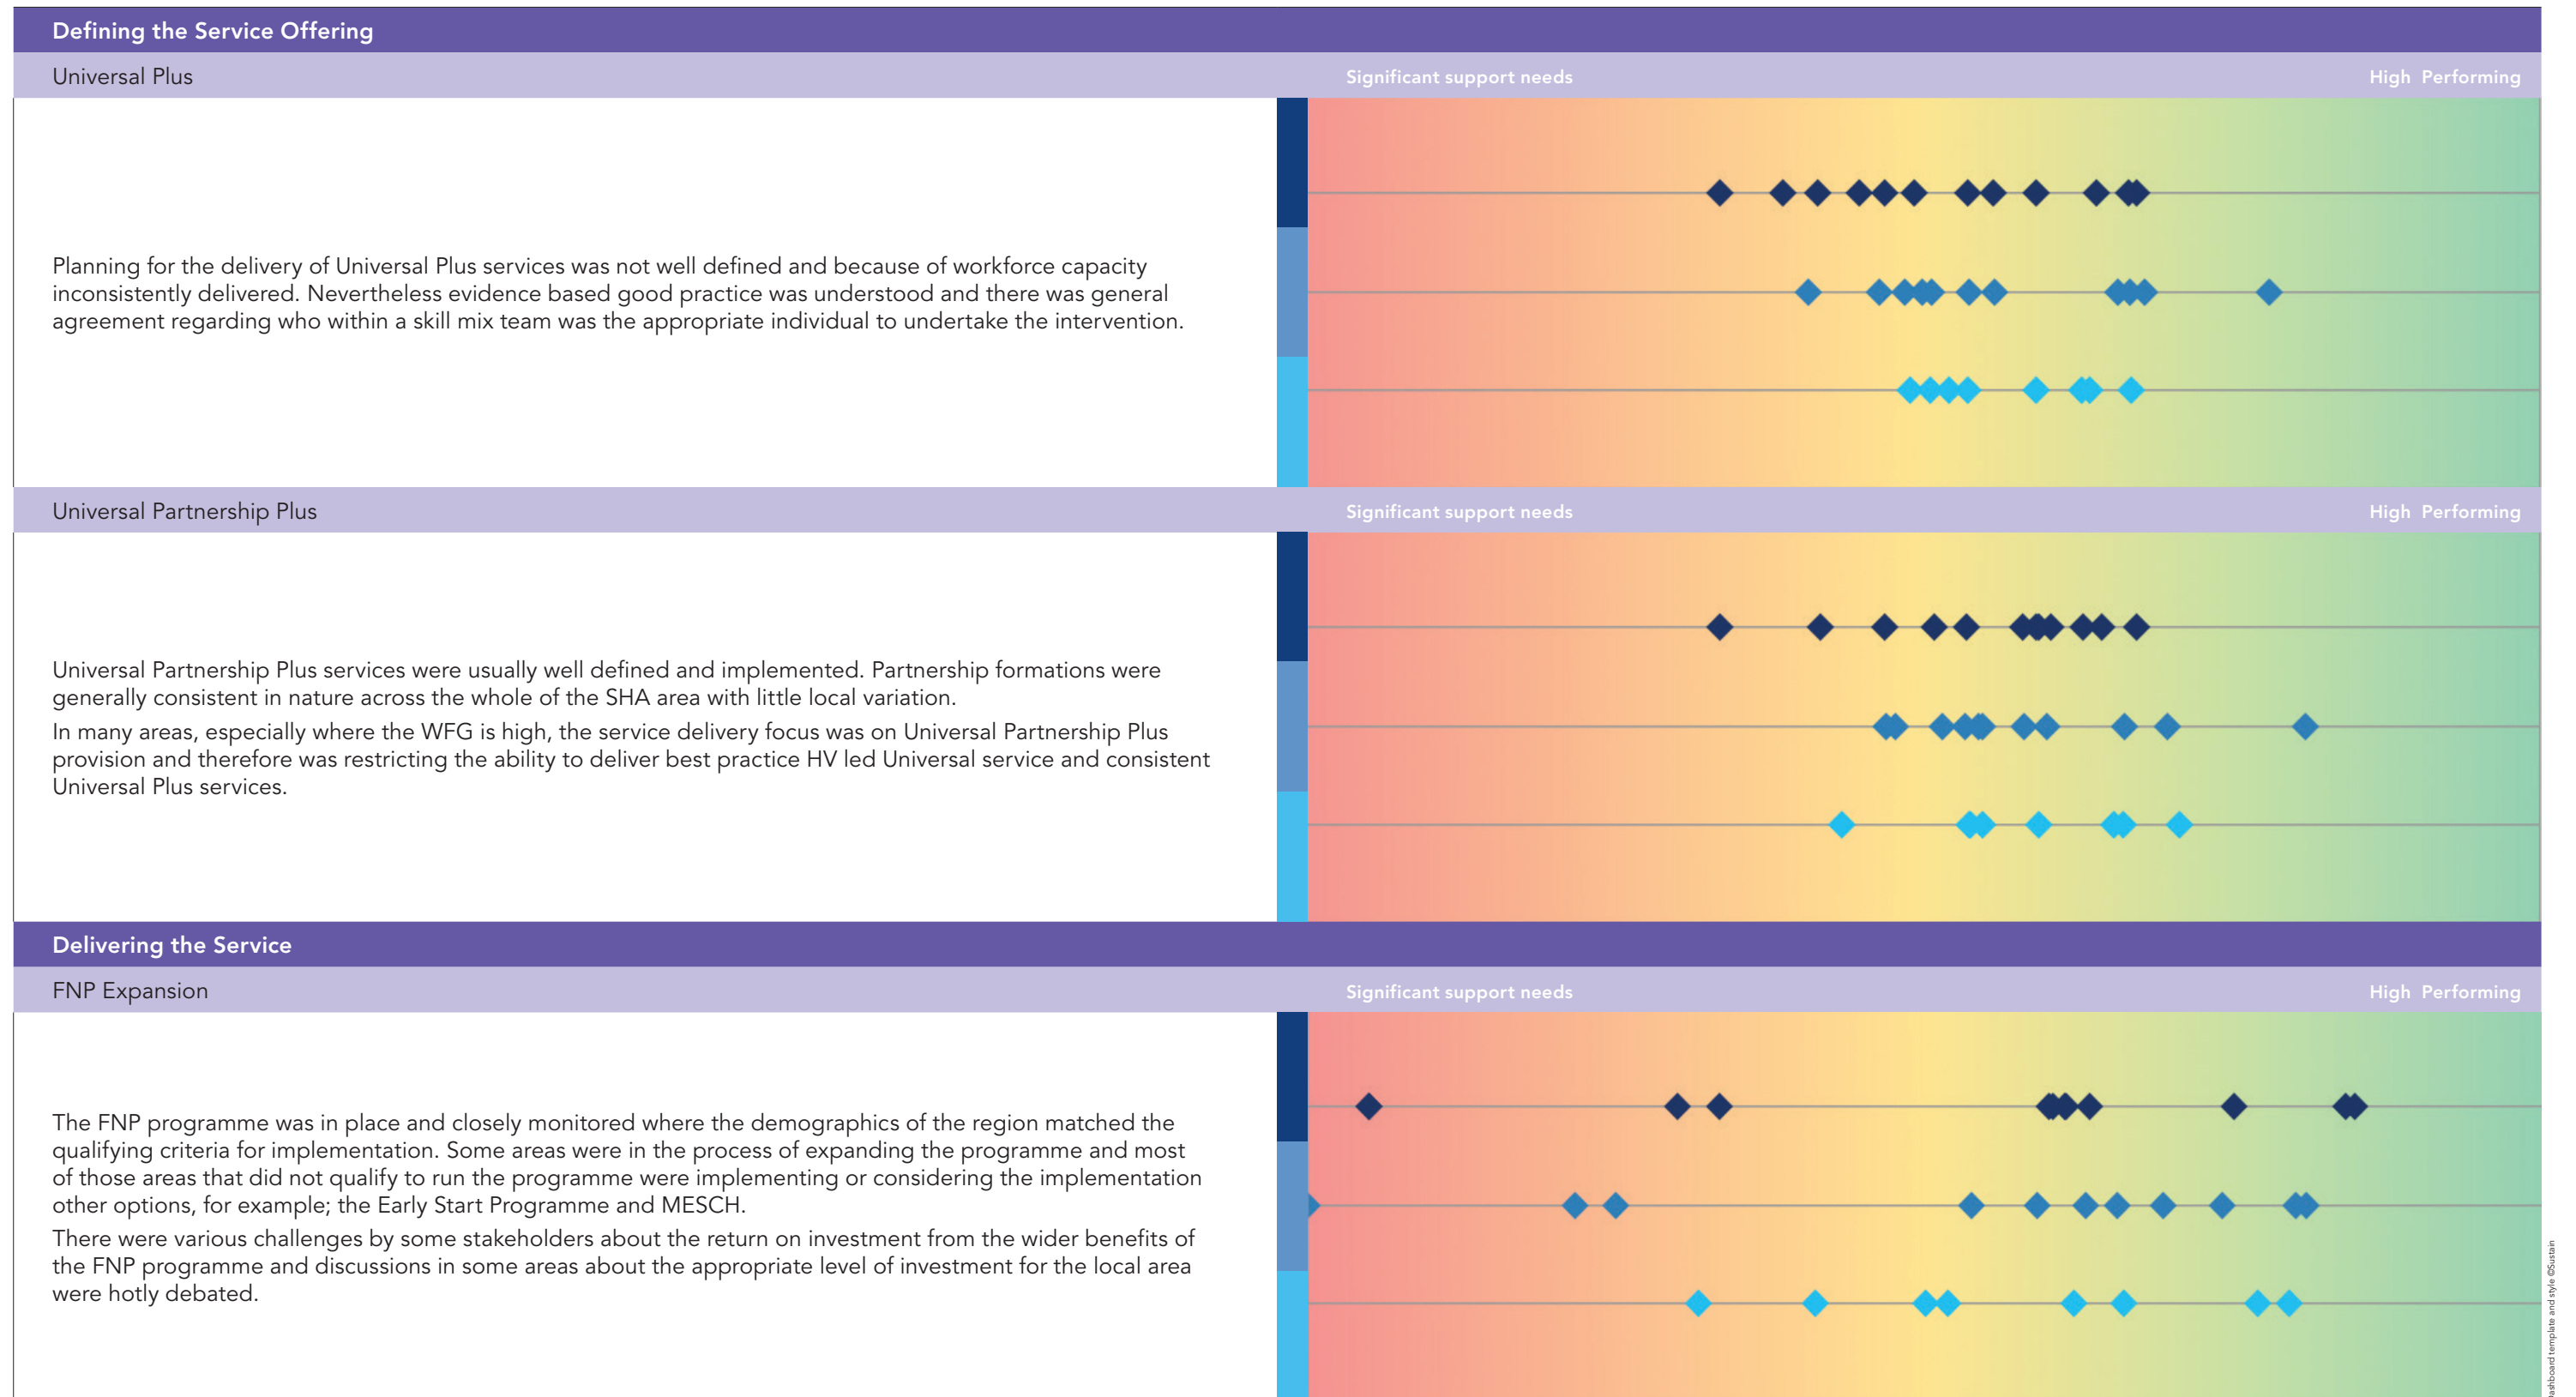 Defining the Service Offering
Universal Plus
Significant support needs
High Performing
Planning for the delivery of Universal Plus services was not well defined and because of workforce capacity
inconsistently delivered. Nevertheless evidence based good practice was understood and there was general
agreement regarding who within a skill mix team was the appropriate individual to undertake the intervention.
Universal Partnership Plus
Significant support needs
High Performing
Universal Partnership Plus services were usually well defined and implemented. Partnership formations were
generally consistent in nature across the whole of the SHA area with little local variation.
In many areas, especially where the WFG is high, the service delivery focus was on Universal Partnership Plus
provision and therefore was restricting the ability to deliver best practice HV led Universal service and consistent
Universal Plus services.
Delivering the Service
FNP Expansion
Significant support needs
High Performing
The FNP programme was in place and closely monitored where the demographics of the region matched the
qualifying criteria for implementation. Some areas were in the process of expanding the programme and most
of those areas that did not qualify to run the programme were implementing or considering the implementation
other options, for example; the Early Start Programme and MESCH.
There were various challenges by some stakeholders about the return on investment from the wider benefits of
the FNP programme and discussions in some areas about the appropriate level of investment for the local area
were hotly debated.
ashboard template and style ©Sustain